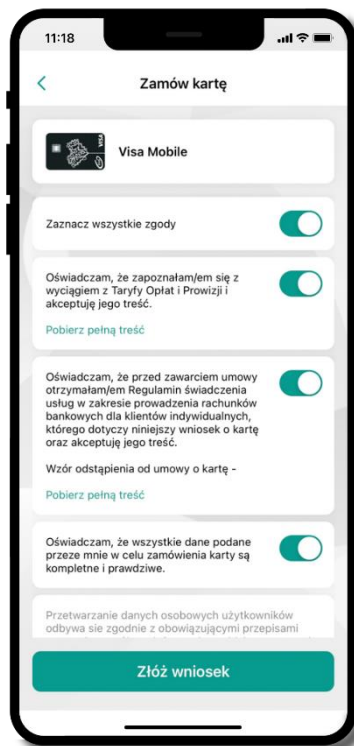 11:18
Zamów kartę
VISA
Visa Mobile
Zaznacz wszystkie zgody
Oświadczam, że zapoznałam/em się z
wyciągiem z Taryfy Opłat i Prowizji i
akceptuję jego treść.
Pobierz pełną treść
Oświadczam, że przed zawarciem umowy
otrzymałam/em Regulamin świadczenia
usług w zakresie prowadzenia rachunków
bankowych dla klientów indywidualnych,
którego dotyczy niniejszy wniosek o kartę
oraz akceptuję jego treść.
Wzór odstąpienia od umowy o kartę -
Pobierz pełną treść
Oświadczam, że wszystkie dane podane
przeze mnie w celu zamówienia karty są
kompletne i prawdziwe.
Przetwarzanie danych osobowych użytkowników
odbywa sie zgodnie z obowiązującymi przepisami
Złóż wniosek